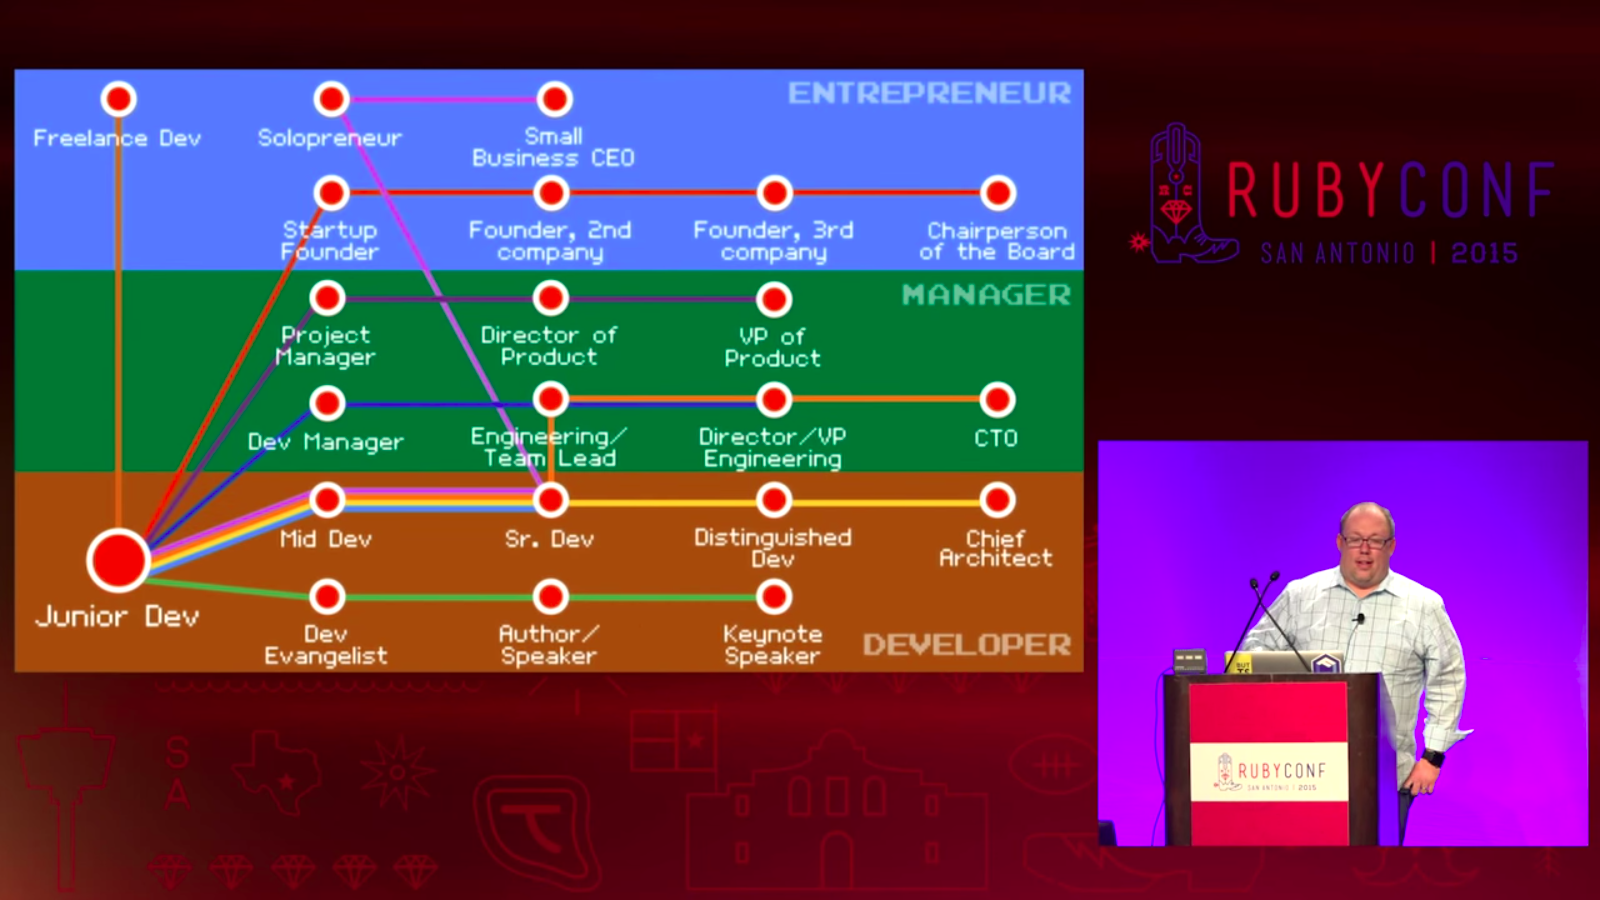 ENTREPRENEUR
Freelance Dev
Solopreneur
Small
Business CEO
Startup
Founder
Founder, 2nd
company
Founder, 3rd
company
Chairperson
of the Board
MANAGER
Project
Manager
Director of
Product
VP of
Product
Dev Manager
Engineering/
Team Lead
Director/VP
Engineering
CTO
Mid Dev
Sr. Dev
Distinguished
Dev
Chief
Architect
Junior Dev
Dev
Evangelist
Author/
Speaker
Keynote
Speaker
DEVELOPER
RUBYCONF
SAN ANTONIO | 2015
S
A
RUBYCONF
SAN ANTONIO | 2015